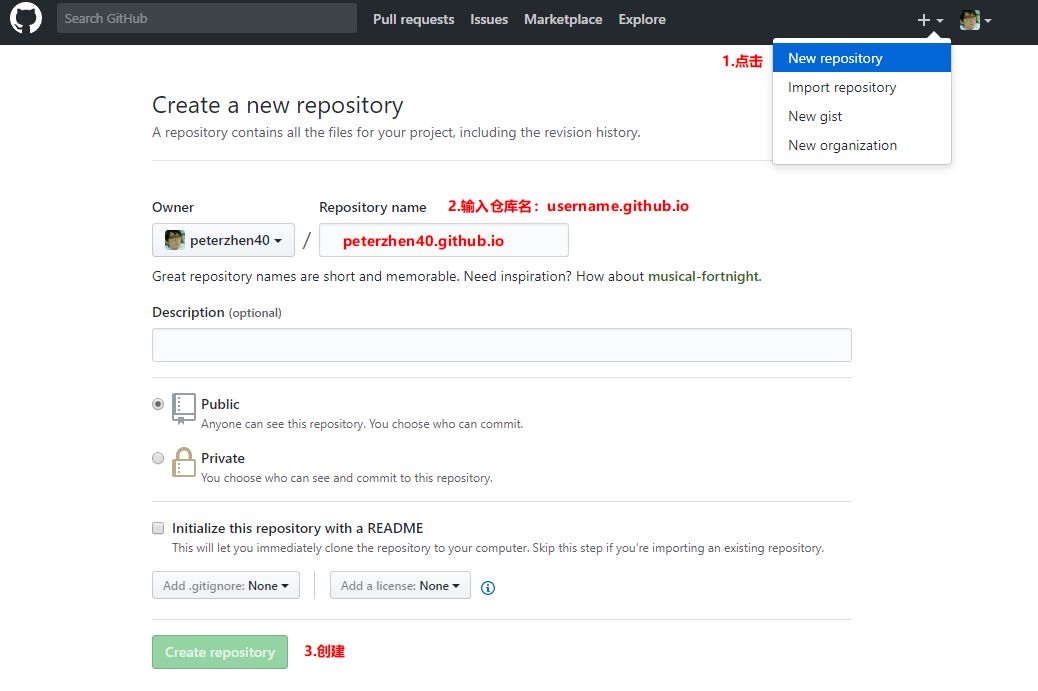 Search GitHub Pull requests Issues Marketplace Explore
1.点击 New repository
Import repository
New gist
New organization
Create a new repository
A repository contains all the files for your project, including the revision history.
Owner Repository name 2.输入仓库名：username.github.io
peterzhen40 / peterzhen40.github.io
Great repository names are short and memorable. Need inspiration? How about musical-fortnight.
Description (optional)
Public
Anyone can see this repository. You choose who can commit.
Private
You choose who can see and commit to this repository.
Initialize this repository with a README
This will let you immediately clone the repository to your computer. Skip this step if you’re importing an existing repository.
Add .gitignore: None Add a license: None
Create repository 3.创建